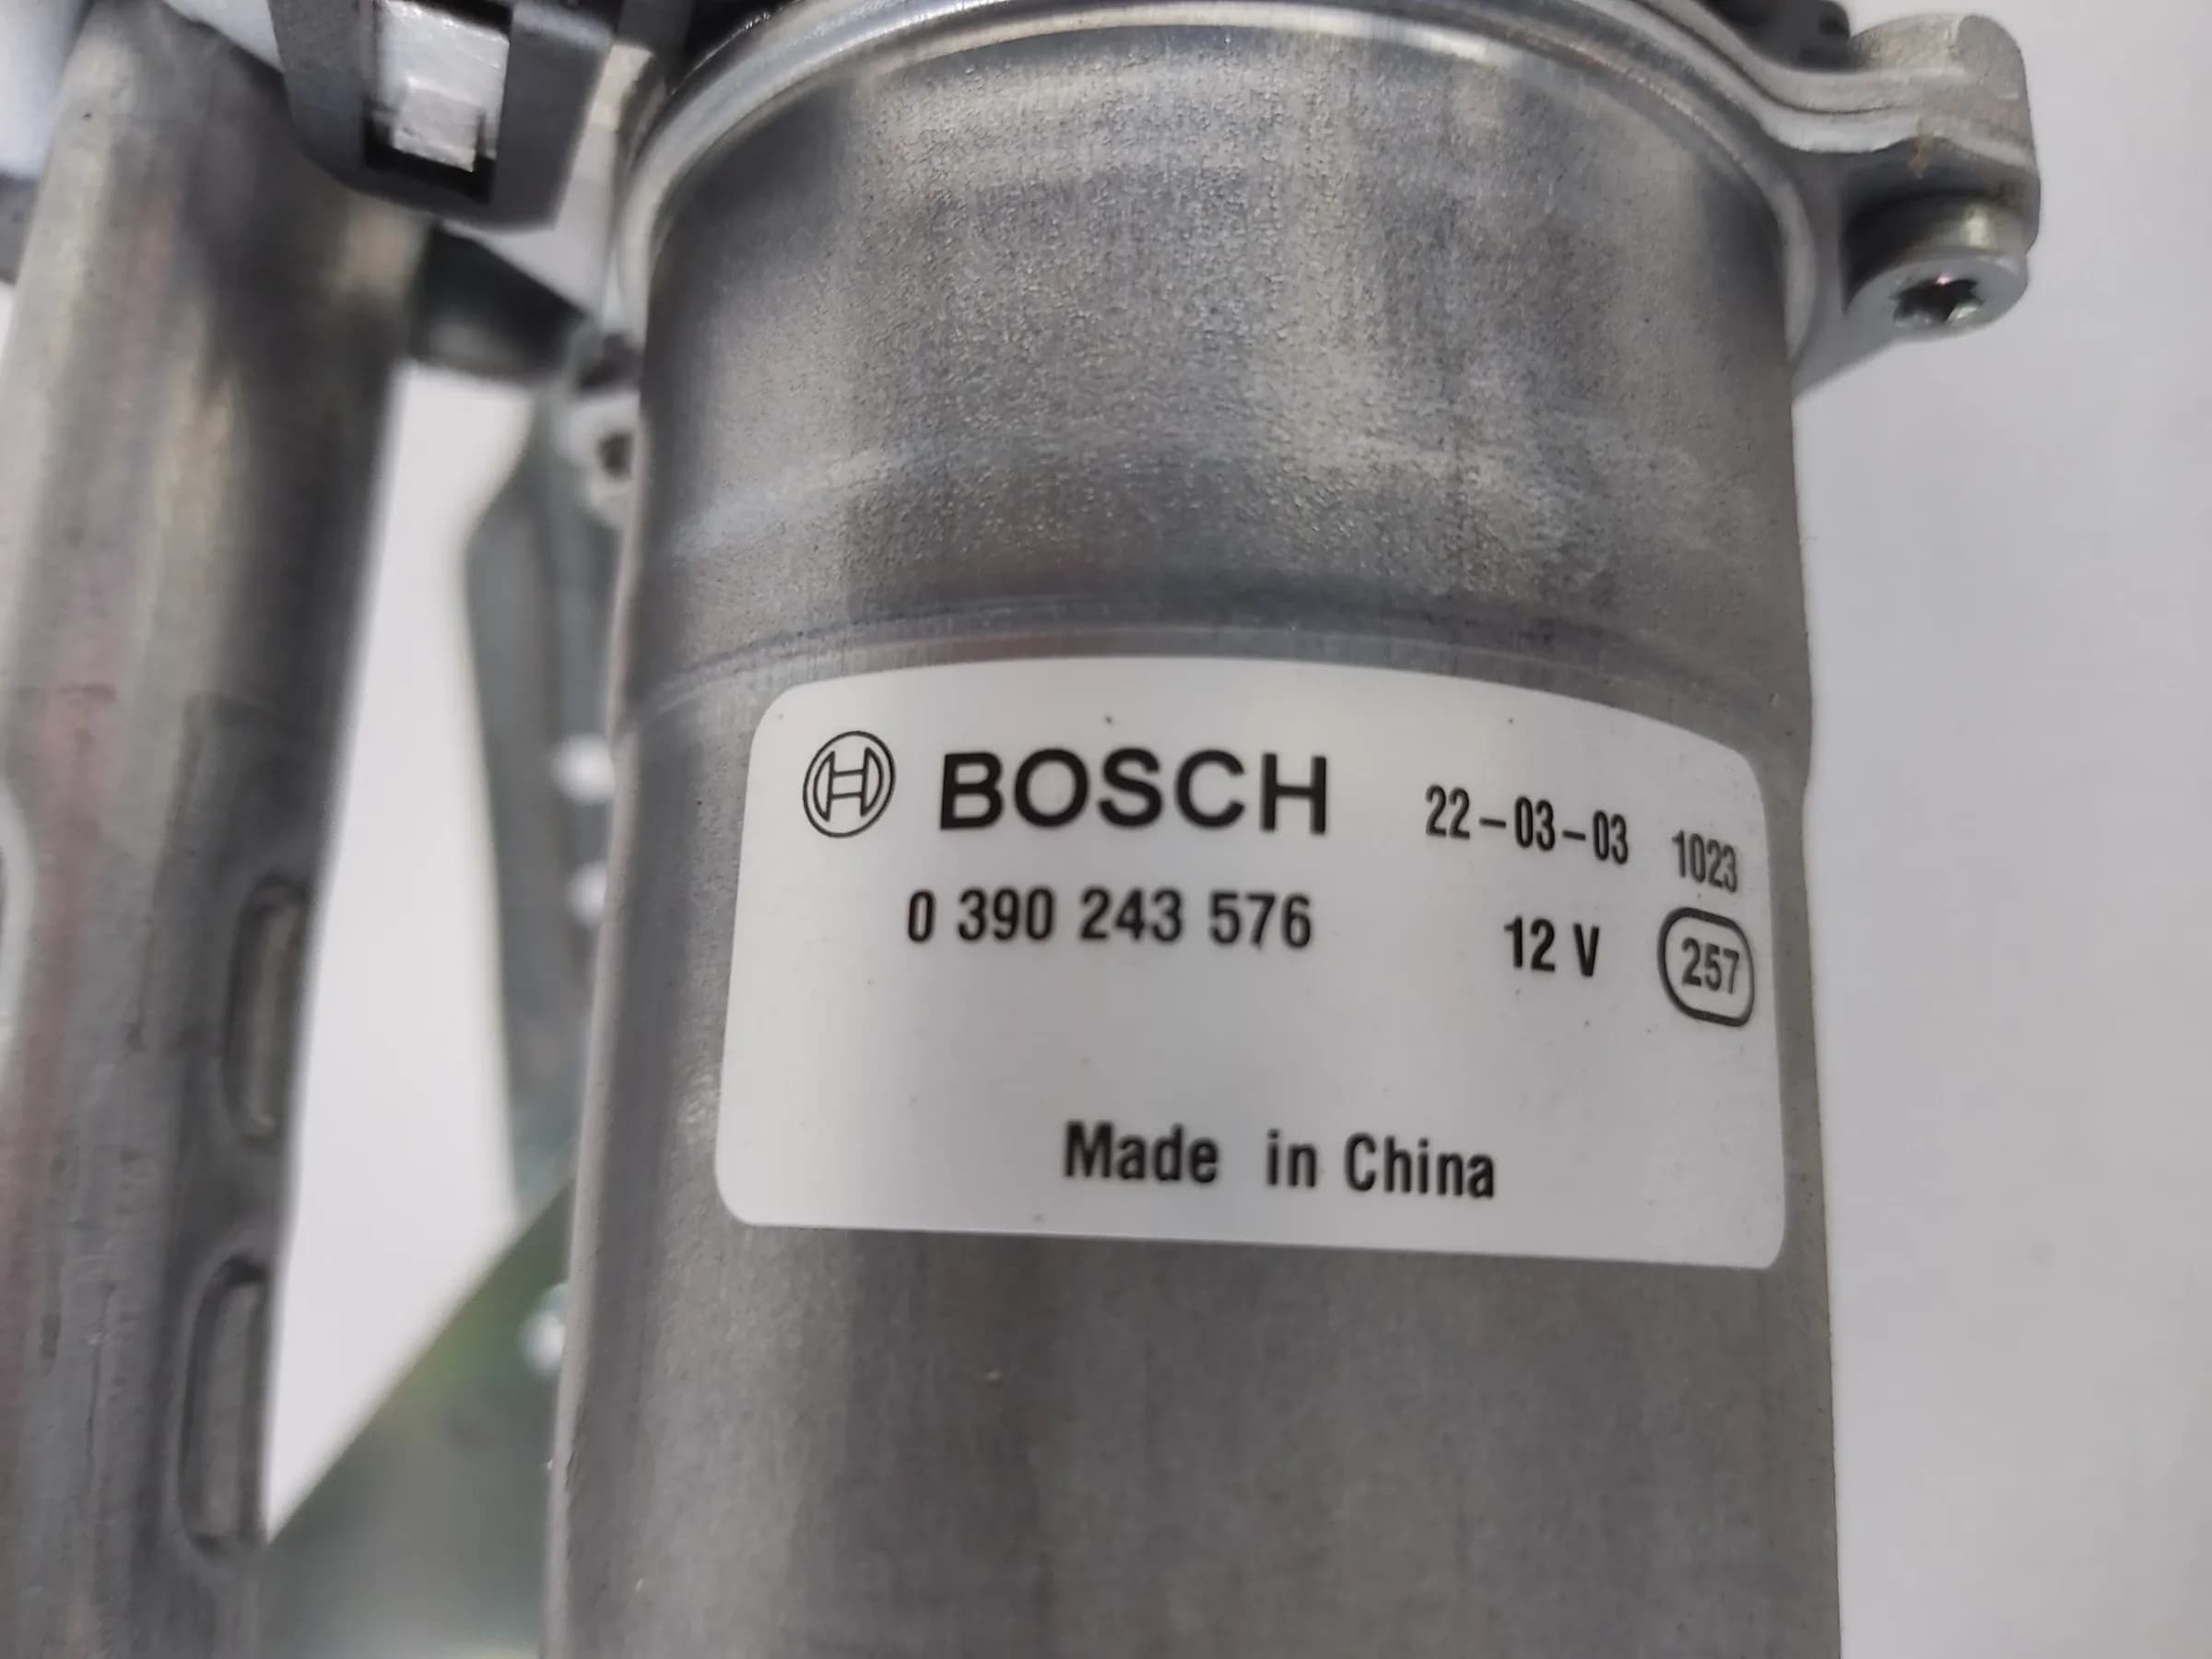 BOSCH 22-03-03 1023
0 390 243 576 12 V 257
Made in China